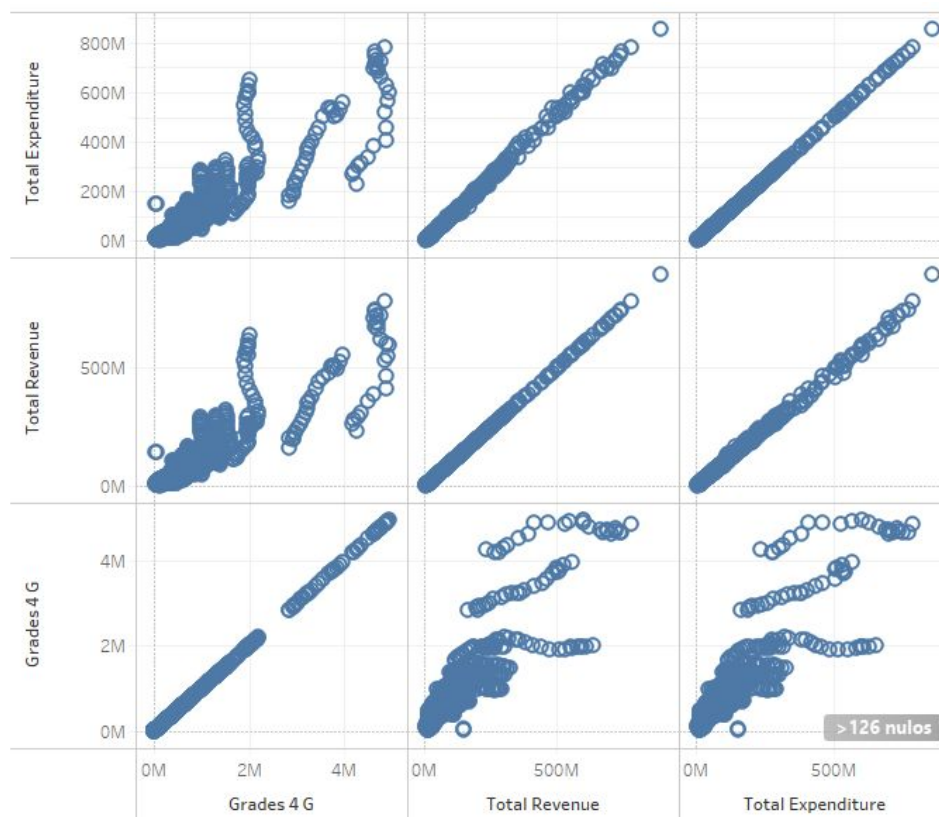 Total Expenditure
800M
600M
400M
200M
0M
Total Revenue
500M
0M
Grades 4 G
4M
2M
0M
>126 nulos
0M 2M 4M 0M 500M 0M 500M
Grades 4 G Total Revenue Total Expenditure